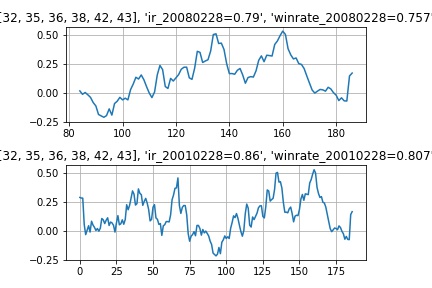 [32, 35, 36, 38, 42, 43], 'ir_20080228=0.79', 'winrate_20080228=0.757'
0.50
0.25
0.00
−0.25
80 100 120 140 160 180
[32, 35, 36, 38, 42, 43], 'ir_20010228=0.86', 'winrate_20010228=0.807'
0.50
0.25
0.00
−0.25
0 25 50 75 100 125 150 175